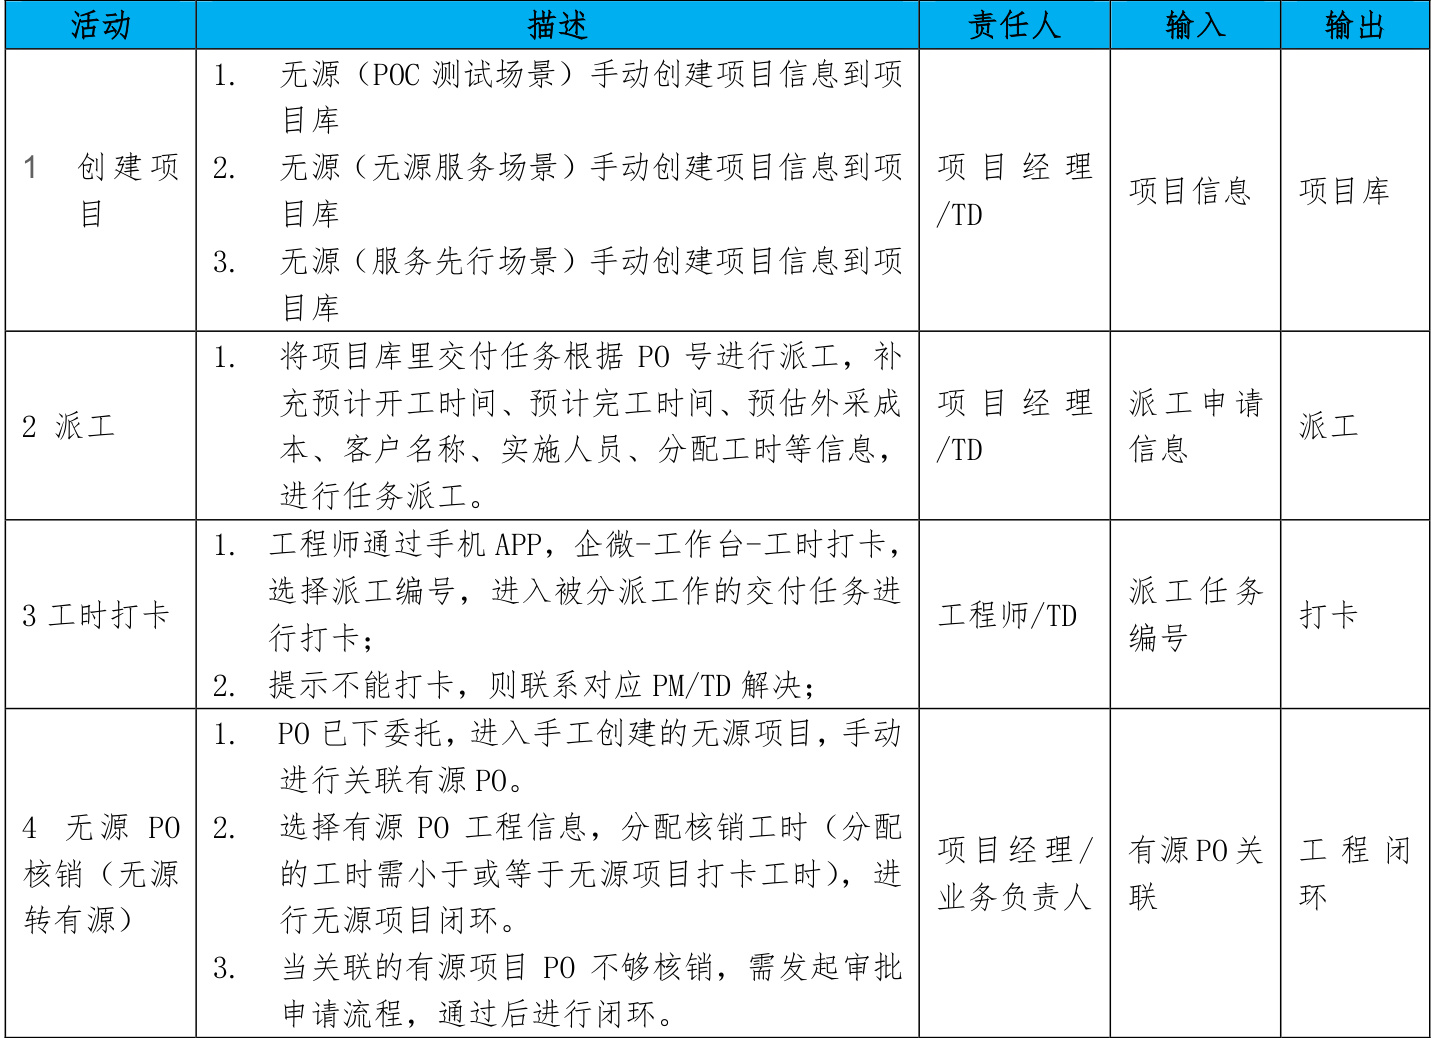 活动 描述 责任人 输入 输出
1 创建项目
1. 无源（POC 测试场景）手动创建项目信息到项
目库
2. 无源（无源服务场景）手动创建项目信息到项
目库
3. 无源（服务先行场景）手动创建项目信息到项
目库
项目经理
/TD
项目信息
项目库
2 派工
1. 将项目库里交付任务根据 PO 号进行派工，补
充预计开工时间、预计完工时间、预估外采成
本、客户名称、实施人员、分配工时等信息，
进行任务派工。
项目经理
/TD
派工申请
信息
派工
3 工时打卡
1. 工程师通过手机 APP，企微-工作台-工时打卡，
选择派工编号，进入被分派工作的交付任务进
行打卡；
2. 提示不能打卡，则联系对应 PM/TD 解决；
工程师/TD
派工任务
编号
打卡
4 无源 PO
核销（无源
转有源）
1. PO 已下委托，进入手工创建的无源项目，手动
进行关联有源 PO。
2. 选择有源 PO 工程信息，分配核销工时（分配
的工时需小于或等于无源项目打卡工时），进
行无源项目闭环。
3. 当关联的有源项目 PO 不够核销，需发起审批
申请流程，通过后进行闭环。
项目经理/
业务负责人
有源 PO 关
联
工程闭
环